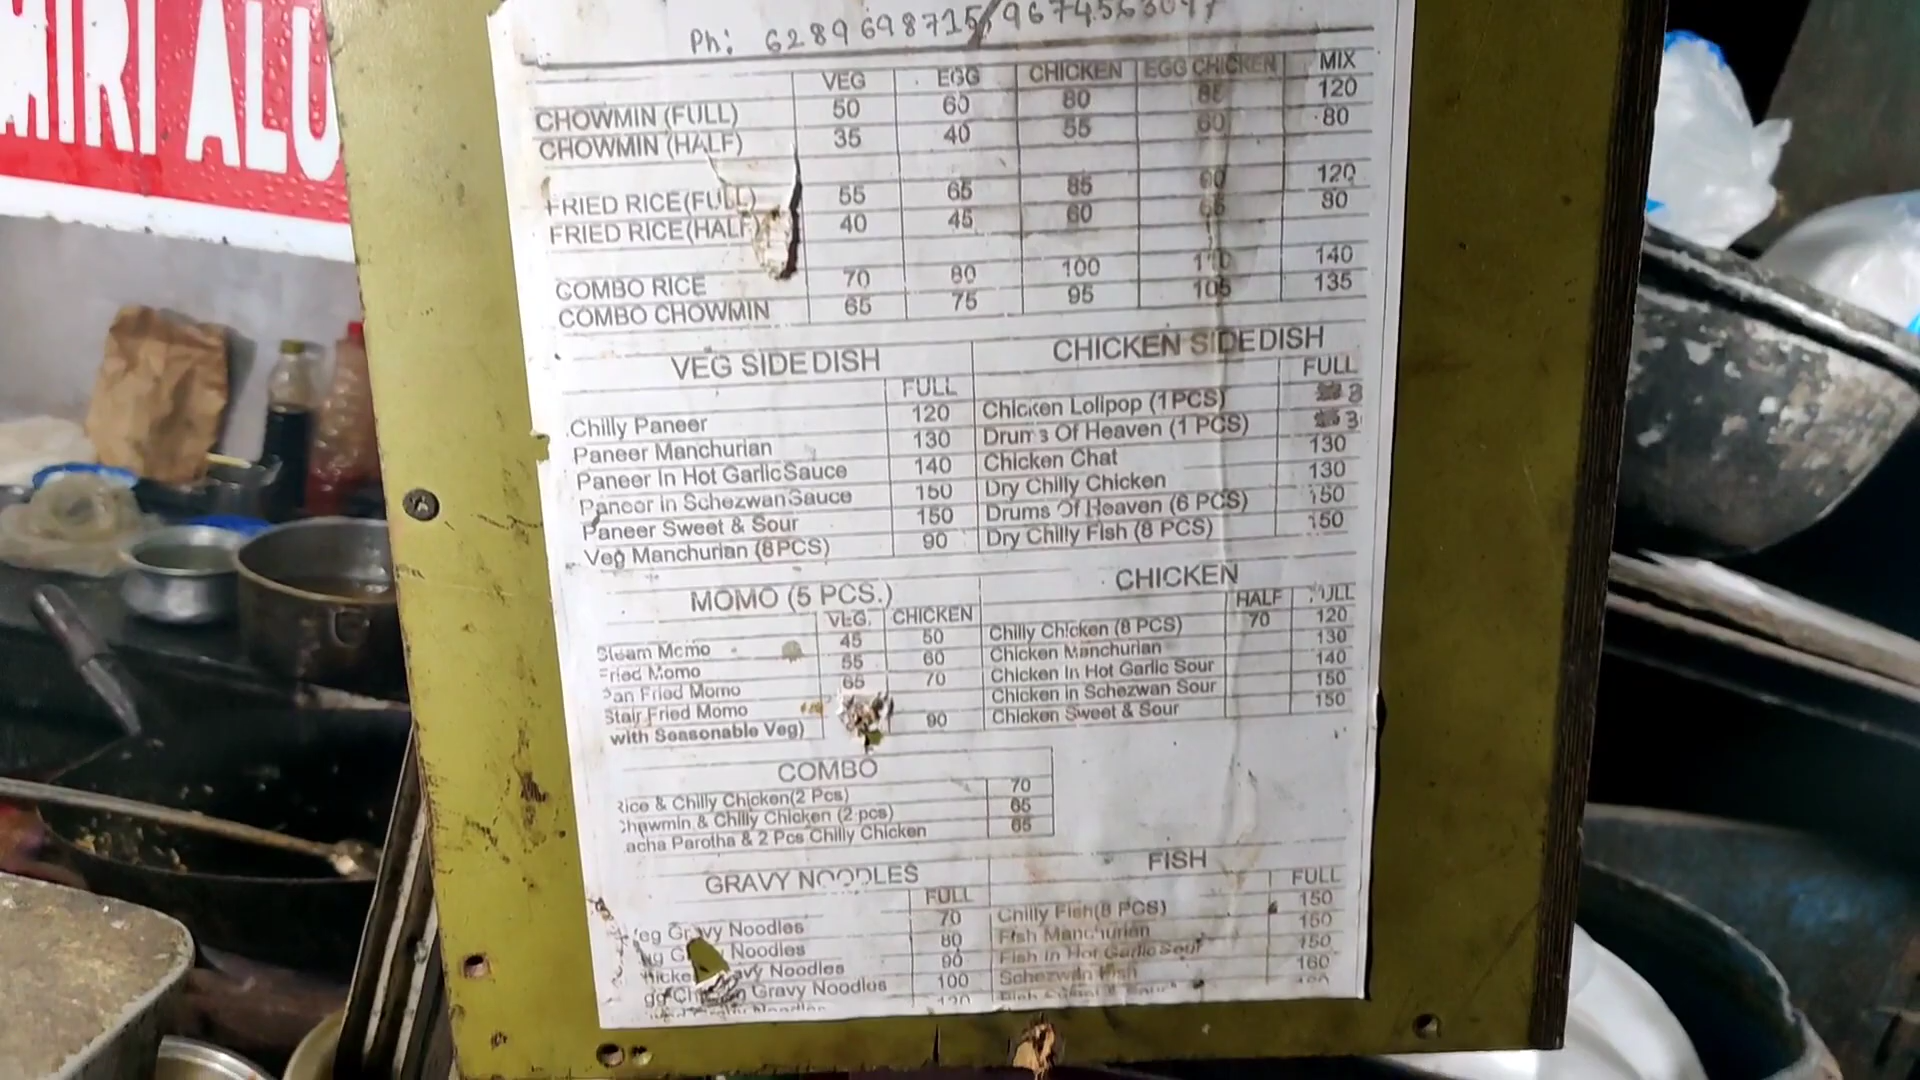 MIRI ALU
Ph: 6289698715/
VEG EGG CHICKEN EGG CHICKEN MIX
CHOWMIN (FULL) 50 60 80 120
CHOWMIN (HALF) 35 40 55 60 80
FRIED RICE(FULL) 55 65 85 120
FRIED RICE(HALF) 40 45 60 65 80
COMBO RICE 70 80 100 110 140
COMBO CHOWMIN 65 75 95 105 135
VEG SIDE DISH
FULL
Chilly Paneer 120
Paneer Manchurian 130
Paneer In Hot Garlic Sauce 140
Paneer In Schezwan Sauce 150
Paneer Sweet & Sour 150
Veg Manchurian (8PCS) 90
CHICKEN SIDE DISH
FULL
Chicken Lolipop (1PCS)
Drums Of Heaven (1 PCS)
Chicken Chat 130
Dry Chilly Chicken 130
Drums Of Heaven (6 PCS) 150
Dry Chilly Fish (8 PCS) 150
MOMO (5 PCS.)
VEG. CHICKEN
Steam Momo 45 50
Fried Momo 55 60
Pan Fried Momo 65 70
Stair Fried Momo
with Seasonable Veg) 90
CHICKEN
HALF FULL
Chilly Chicken (8 PCS) 70 120
Chicken Manchurian 130
Chicken In Hot Garlic Sour 140
Chicken in Schezwan Sour 150
Chicken Sweet & Sour 150
COMBO
Rice & Chilly Chicken(2 Pcs) 70
Chowmin & Chilly Chicken (2 pcs) 65
acha Parotha & 2 Pcs Chilly Chicken 65
GRAVY NOODLES
FULL
Veg Gravy Noodles 70
Noodles 80
Gravy Noodles 90
Gravy Noodles 100
FISH
FULL
Chilly Fish(8 PCS) 150
Fish Manchurian 150
Fish In Hot Garlic Sour 150
Schezwan Fish 160